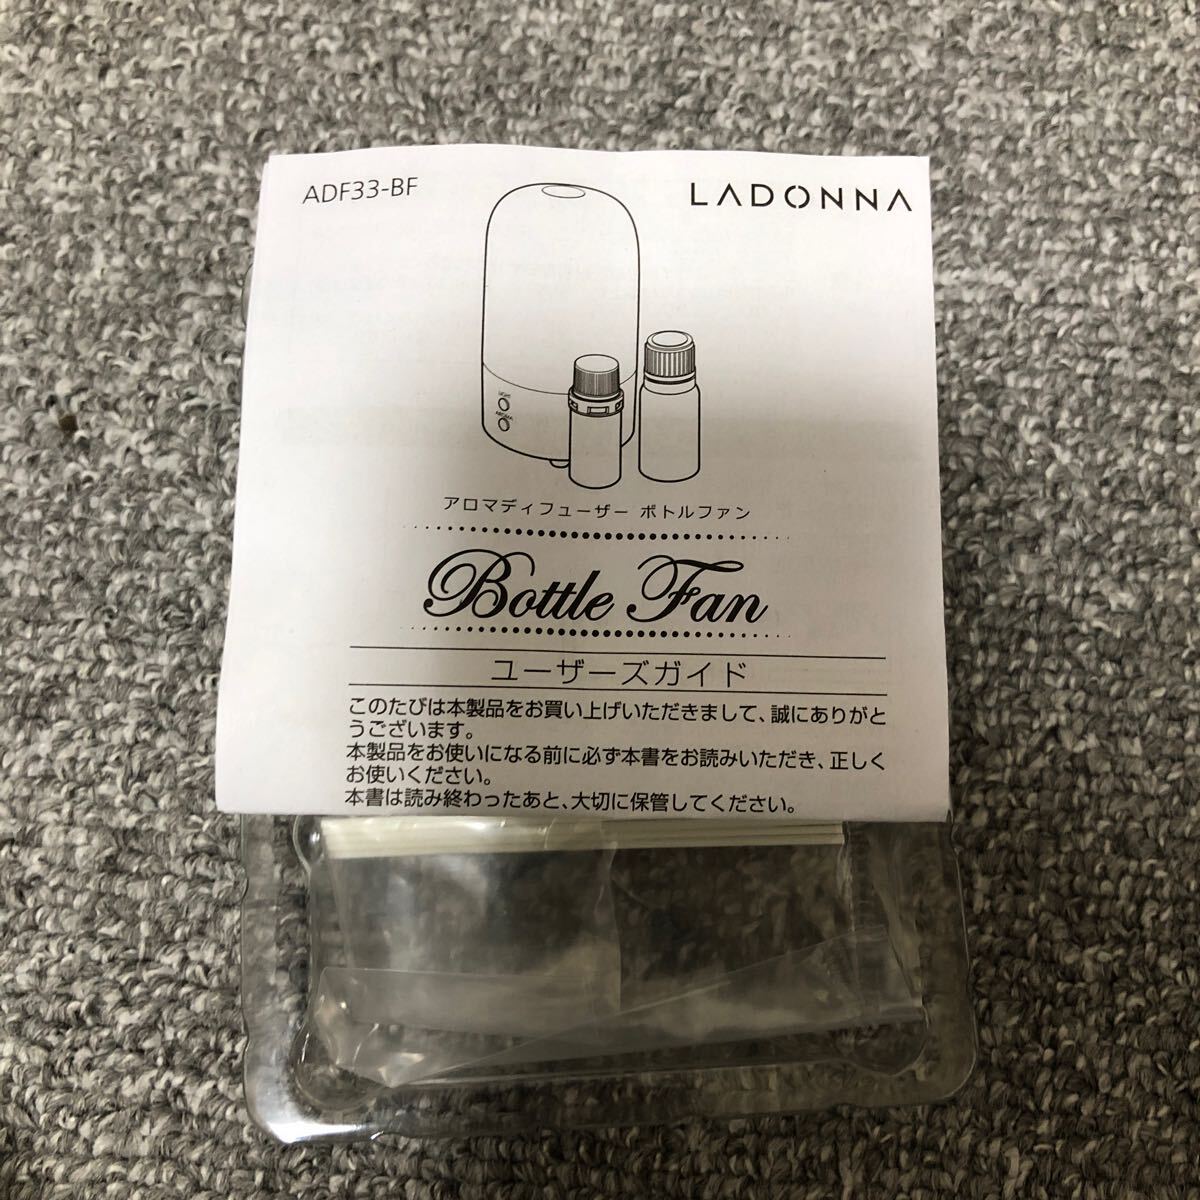 ADF33-BF
LADONNA
LIGHT
AROMA
アロマディフューザー ボトルファン
Bottle Fan
ユーザーズガイド
このたびは本製品をお買い上げいただきまして、誠にありがと
うございます。
本製品をお使いになる前に必ず本書をお読みいただき、正しく
お使いください。
本書は読み終わったあと、大切に保管してください。